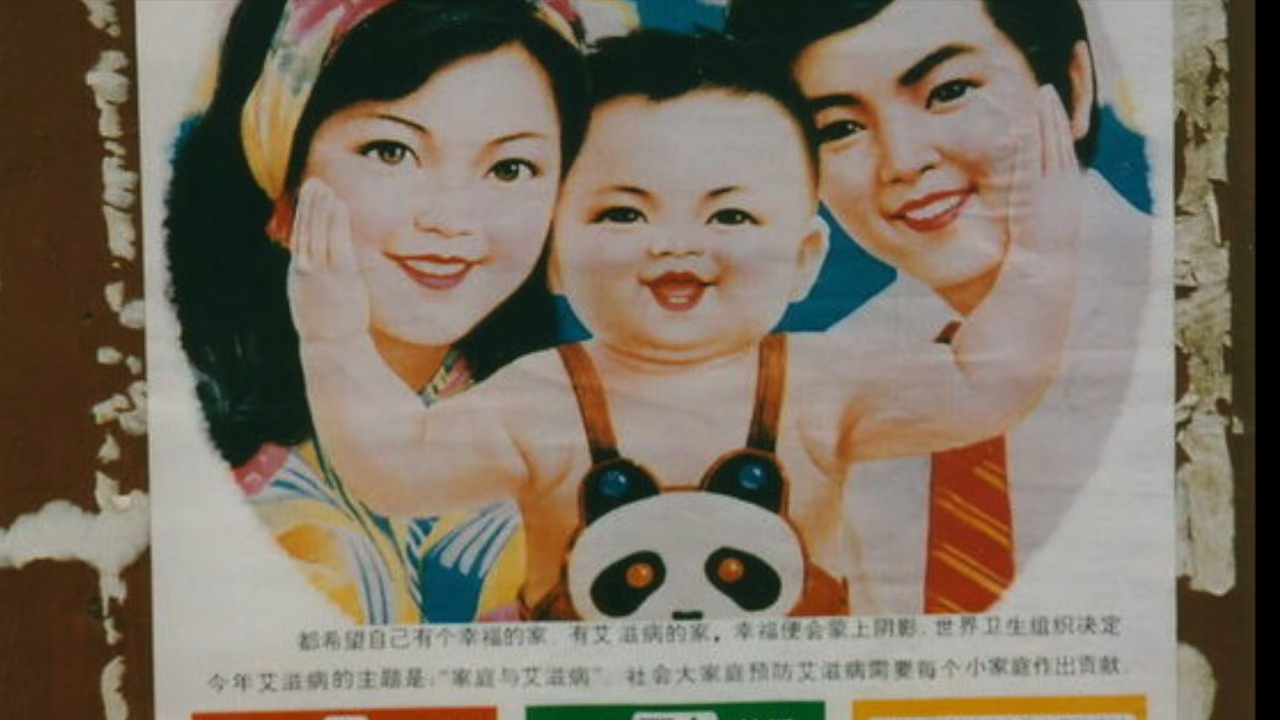 都希望自己有个幸福的家 有艾滋病的家，幸福便会蒙上阴影. 世界卫生组织决定
今年艾滋病的主题是:“家庭与艾滋病”. 社会大家庭预防艾滋病需要每个小家庭作出贡献.